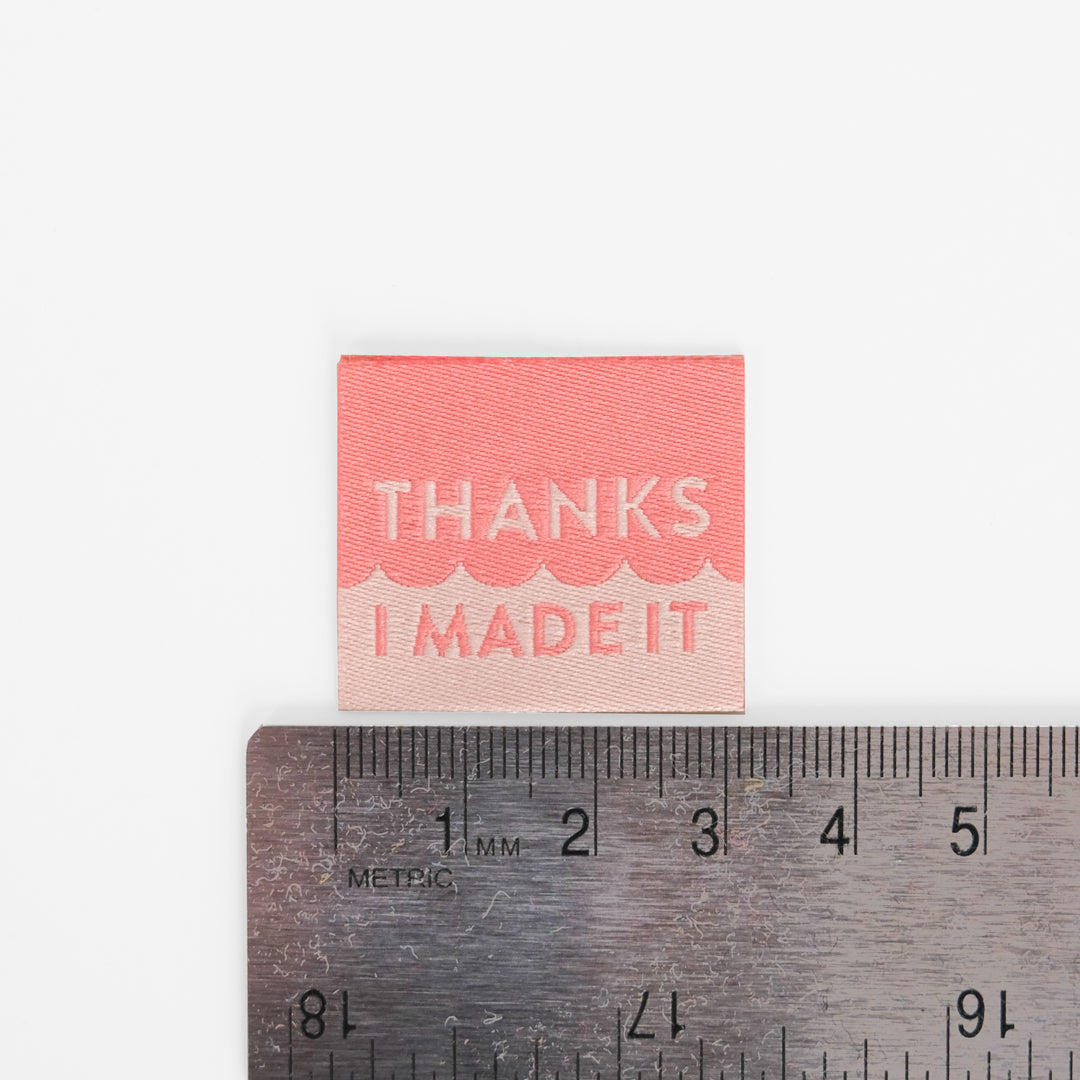 THANKS
I MADE IT
1 2 3 4 5
MM
METRIC
18 17 16